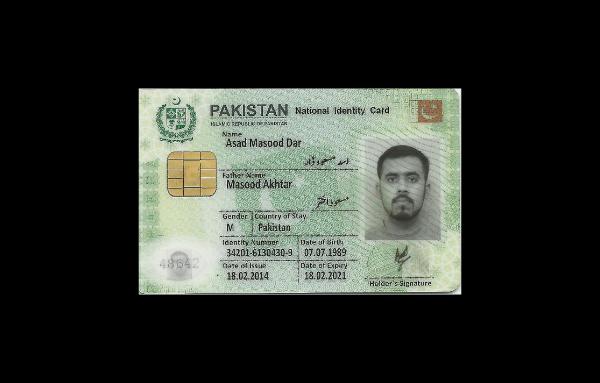 PAKISTAN National Identity Card
ISLAMIC REPUBLIC OF PAKISTAN
Name
Asad Masood Dar
اسد مسعود ڈار
Father Name
Masood Akhtar
مسعود اختر
Gender Country of Stay
M Pakistan
Identity Number Date of Birth
34201-6130430-9 07.07.1989
48642
Date of Issue Date of Expiry
18.02.2014 18.02.2021
Holder's Signature